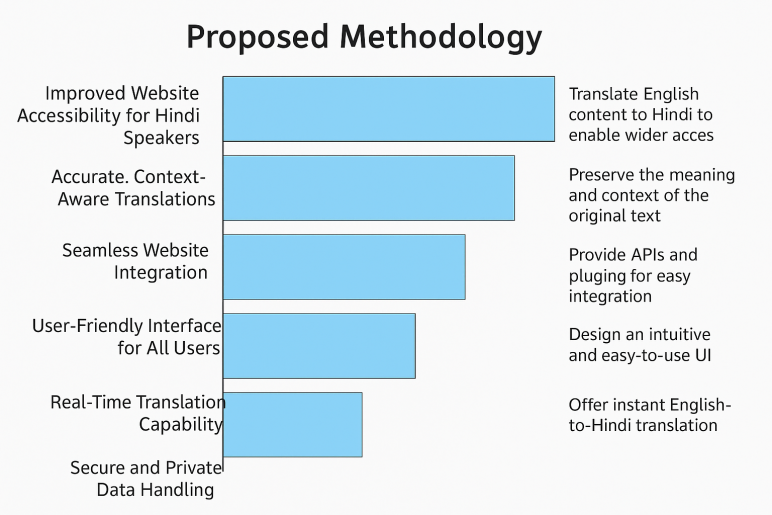 Proposed Methodology
Improved Website
Accessibility for Hindi
Speakers
Translate English
content to Hindi to
enable wider acces
Accurate. Context-
Aware Translations
Preserve the meaning
and context of the
original text
Seamless Website
Integration
Provide APIs and
pluging for easy
integration
User-Friendly Interface
for All Users
Design an intuitive
and easy-to-use UI
Real-Time Translation
Capability
Offer instant English-
to-Hindi translation
Secure and Private
Data Handling